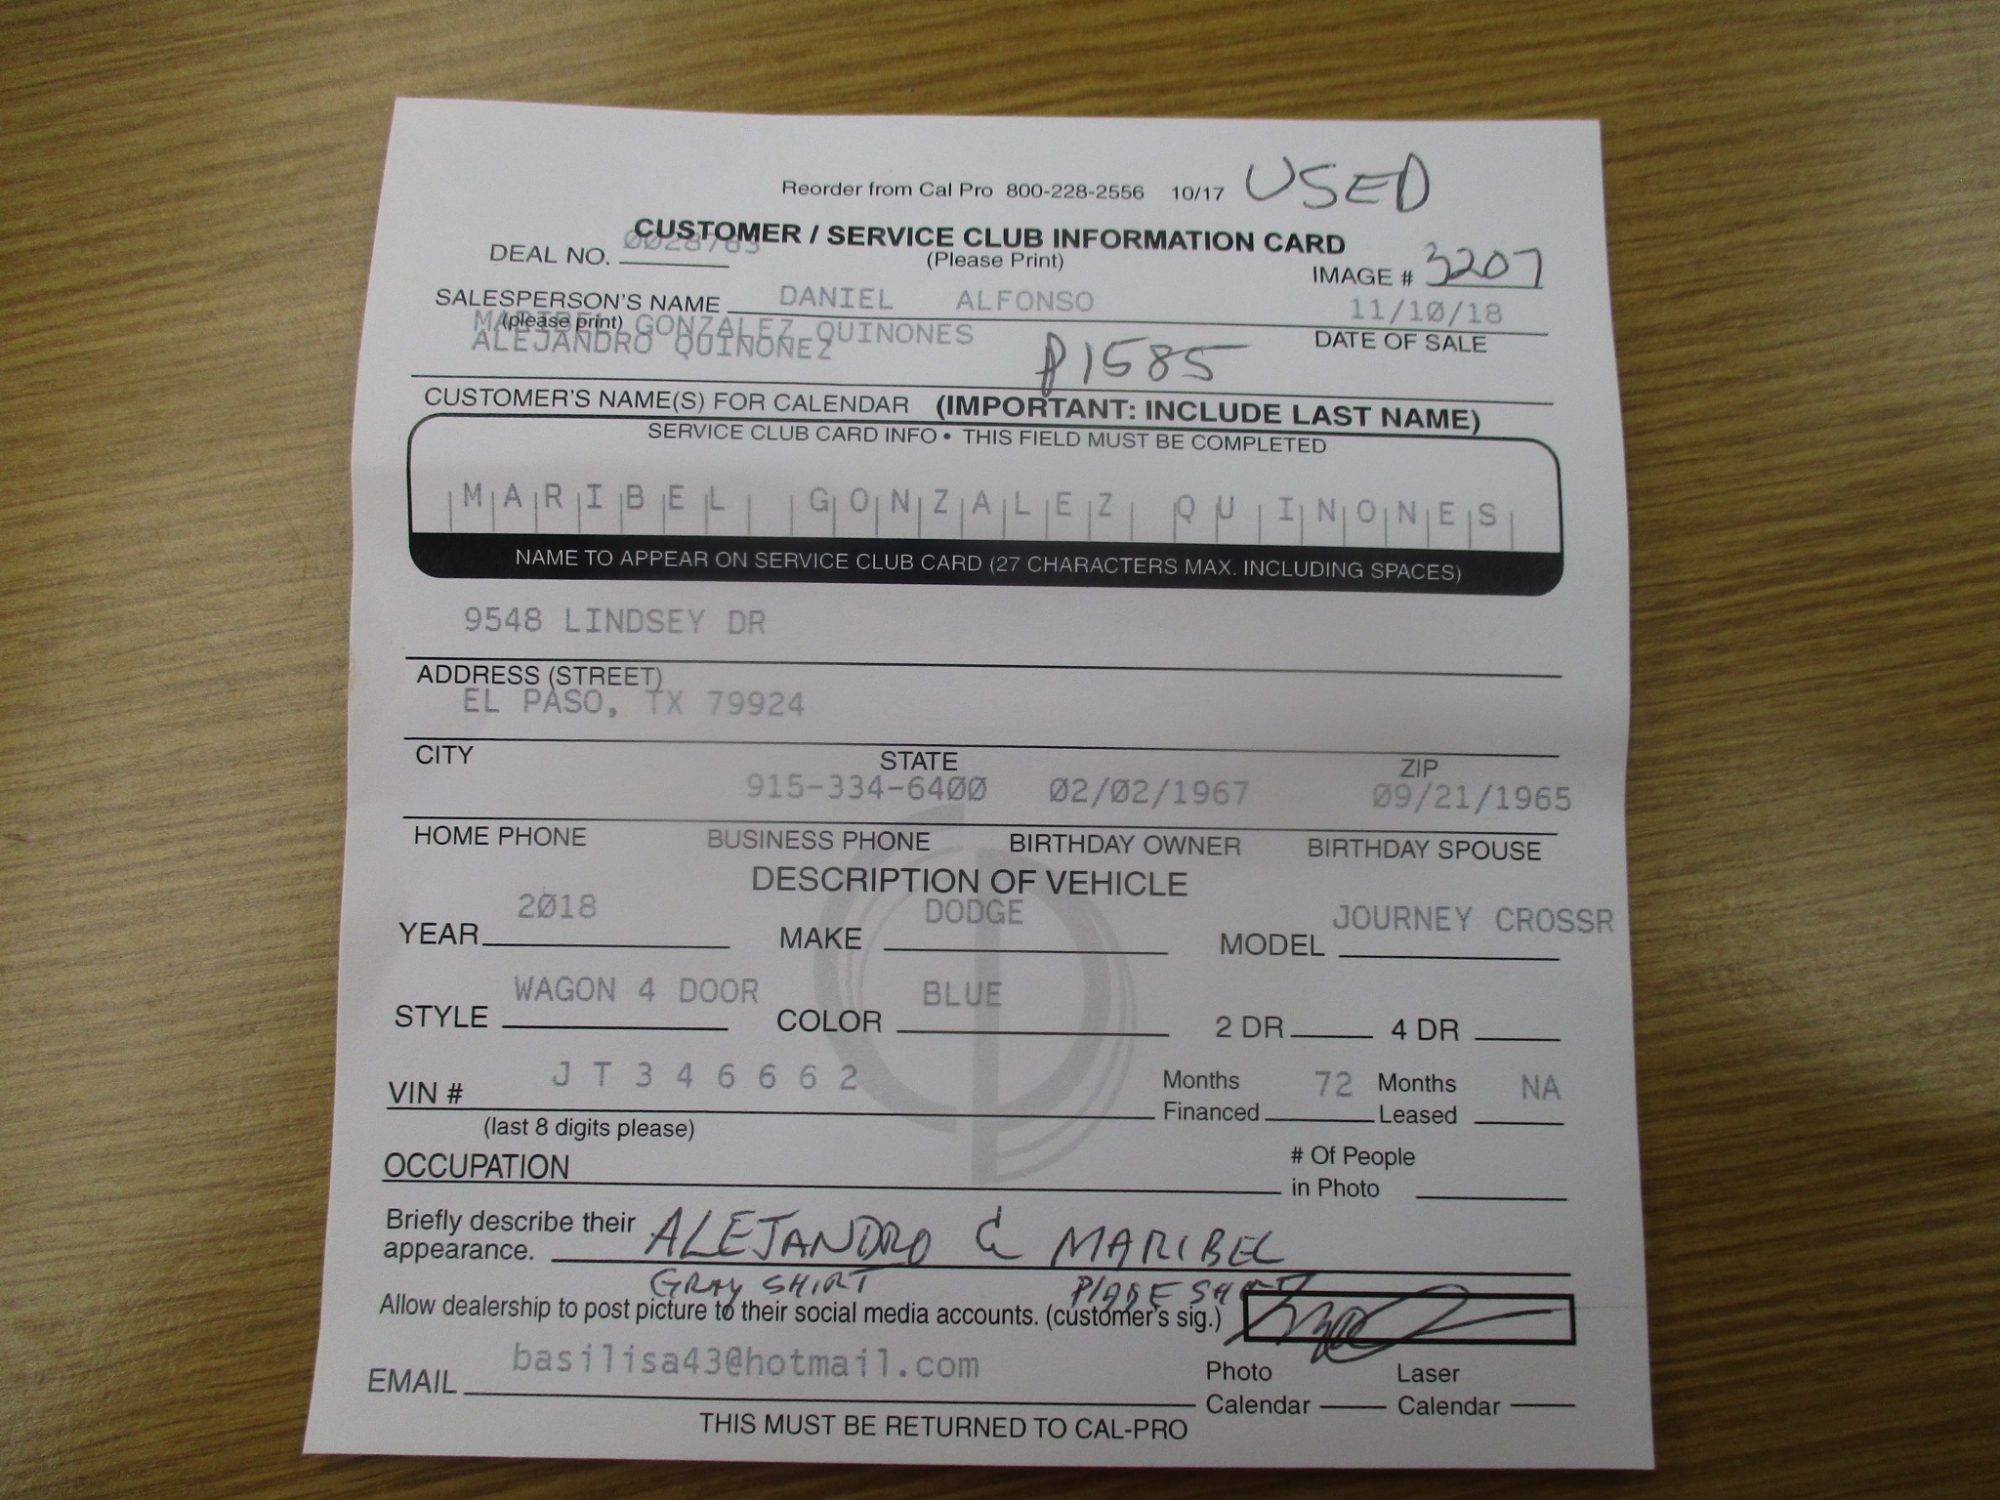 Reorder from Cal Pro 800-228-2556 10/17 USED
CUSTOMER / SERVICE CLUB INFORMATION CARD
DEAL NO. 0028763 (Please Print) IMAGE # 3207
SALESPERSON'S NAME DANIEL ALFONSO 11/10/18
(please print) DATE OF SALE
MARIBEL GONZALEZ QUINONES
ALEJANDRO QUINONEZ P1585
CUSTOMER'S NAME(S) FOR CALENDAR (IMPORTANT: INCLUDE LAST NAME)
SERVICE CLUB CARD INFO • THIS FIELD MUST BE COMPLETED
MARIBEL GONZALEZ QUINONES
NAME TO APPEAR ON SERVICE CLUB CARD (27 CHARACTERS MAX. INCLUDING SPACES)
9548 LINDSEY DR
ADDRESS (STREET)
EL PASO, TX 79924
CITY STATE ZIP
915-334-6400 02/02/1967 09/21/1965
HOME PHONE BUSINESS PHONE BIRTHDAY OWNER BIRTHDAY SPOUSE
DESCRIPTION OF VEHICLE
YEAR 2018 MAKE DODGE MODEL JOURNEY CROSSR
STYLE WAGON 4 DOOR COLOR BLUE 2 DR 4 DR
VIN # JT346662 Months Financed 72 Months Leased NA
(last 8 digits please)
OCCUPATION # Of People in Photo
Briefly describe their appearance. ALEJANDRO & MARIBEL
GRAY SHIRT
Allow dealership to post picture to their social media accounts. (customer's sig.)
EMAIL basilisa43@hotmail.com Photo Calendar Laser Calendar
THIS MUST BE RETURNED TO CAL-PRO